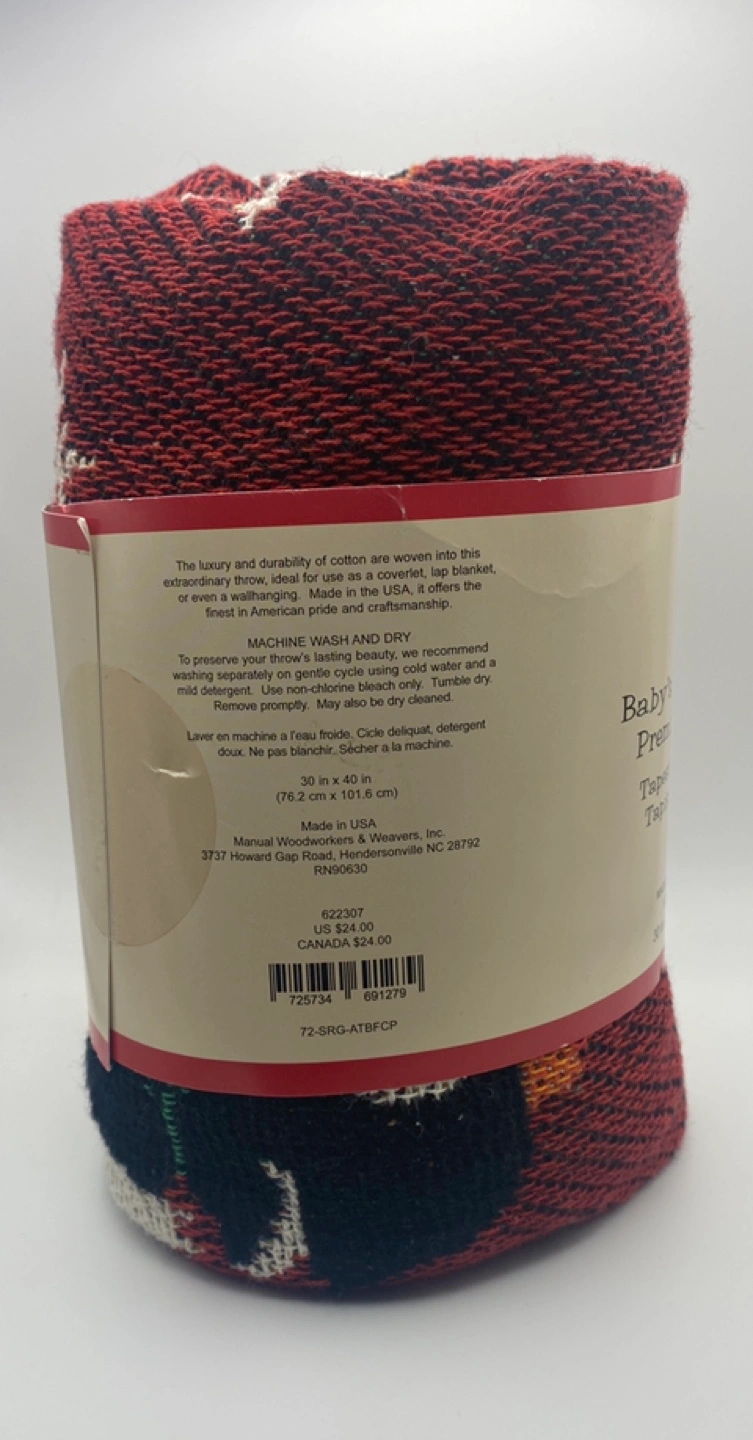 The luxury and durability of cotton are woven into this
extraordinary throw, ideal for use as a coverlet, lap blanket,
or even a wallhanging. Made in the USA, it offers the
finest in American pride and craftsmanship.
MACHINE WASH AND DRY
To preserve your throw's lasting beauty, we recommend
washing separately on gentle cycle using cold water and a
mild detergent. Use non-chlorine bleach only. Tumble dry.
Remove promptly. May also be dry cleaned.
Laver en machine a l'eau froide. Cicle deliquat, detergent
doux. Ne pas blanchir. Sécher a la machine.
30 in x 40 in
(76.2 cm x 101.6 cm)
Made in USA
Manual Woodworkers & Weavers, Inc.
3737 Howard Gap Road, Hendersonville NC 28792
RN90630
622307
US $24.00
CANADA $24.00
725734 691279
72-SRG-ATBFCP
Baby'